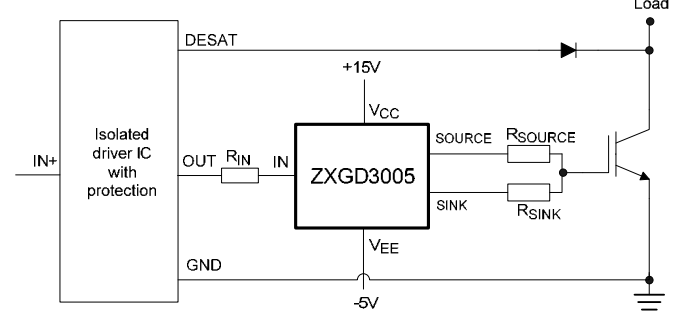 Load
DESAT
+15V
VCC
Isolated
driver IC
with
protection
IN+
OUT
RIN
IN
ZXGD3005
SOURCE
RSOURCE
SINK
RSINK
VEE
GND
-5V